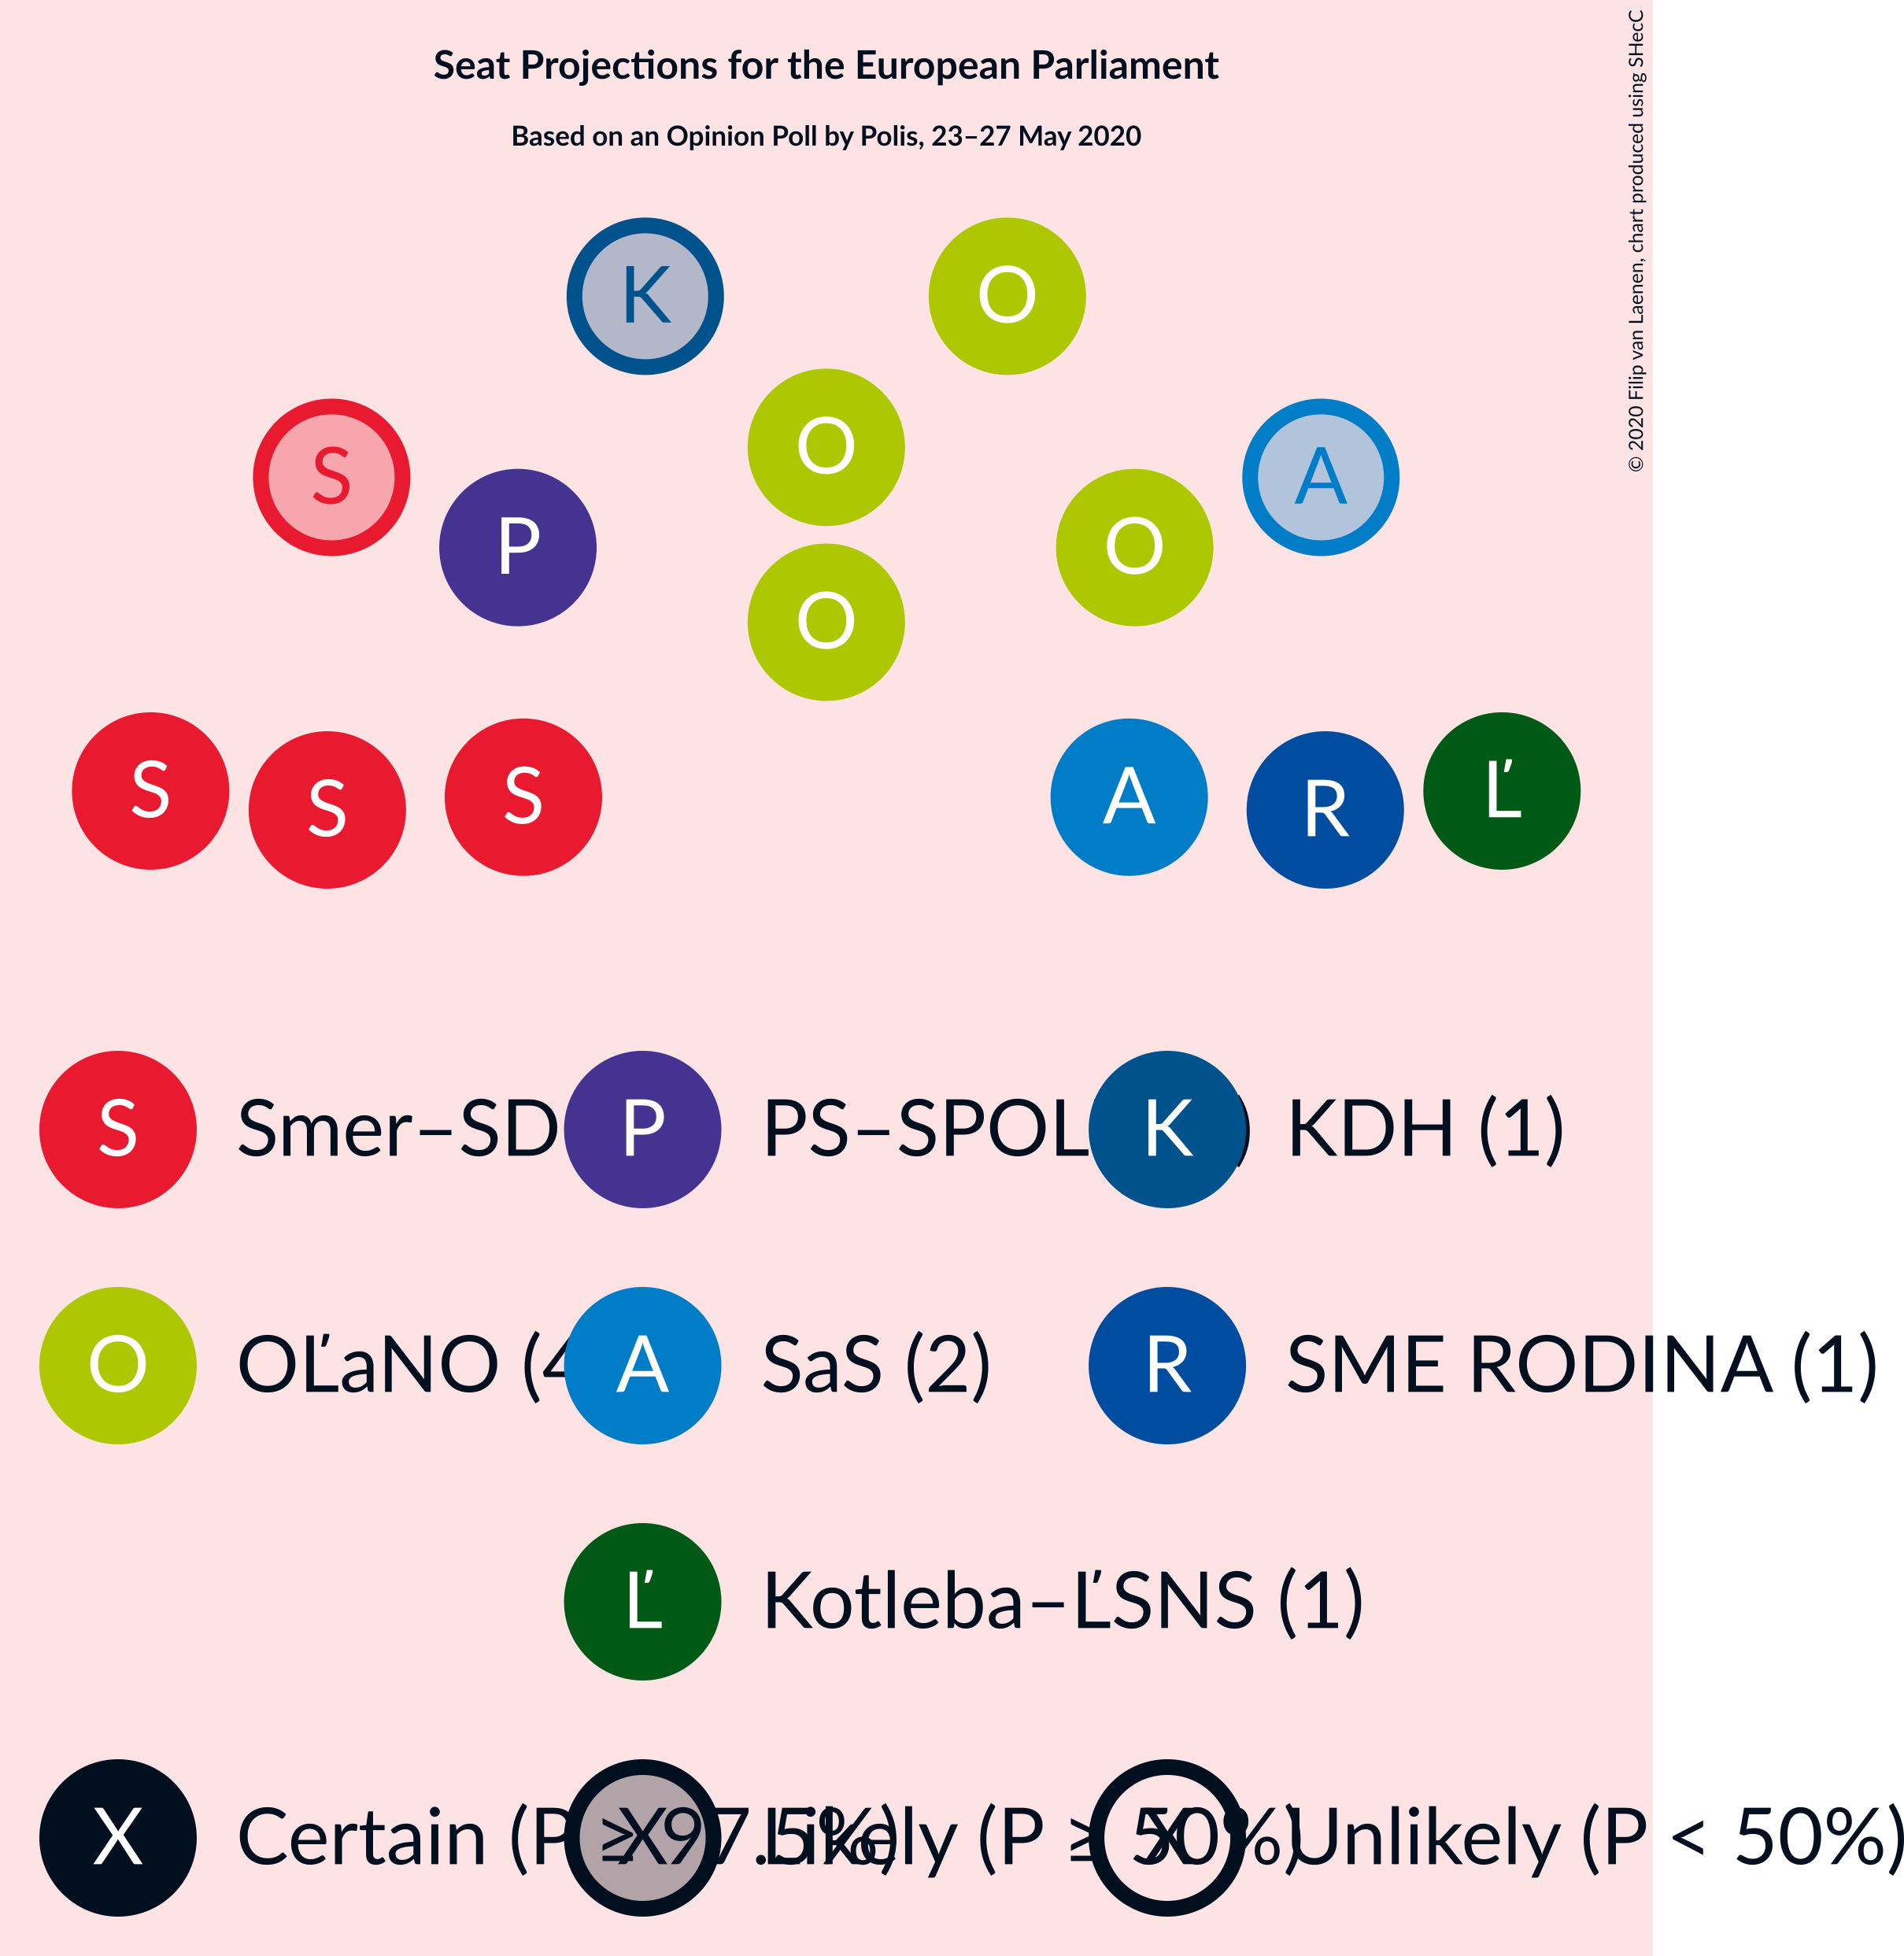 Seat Projections for the European Parliament
Based on an Opinion Poll by Polis, 23–27 May 2020
© 2020 Filip van Laenen, chart produced using SHecC
K O
O
S A
P O
O
S S S A R Ľ
S Smer–SD P PS–SPOL K KDH (1)
O OĽaNO (4 A SaS (2) R SME RODINA (1)
Ľ Kotleba–ĽSNS (1)
X Certain (P ≥ 97.5%) X Likely (P ≥ 50%) X Unlikely (P < 50%)